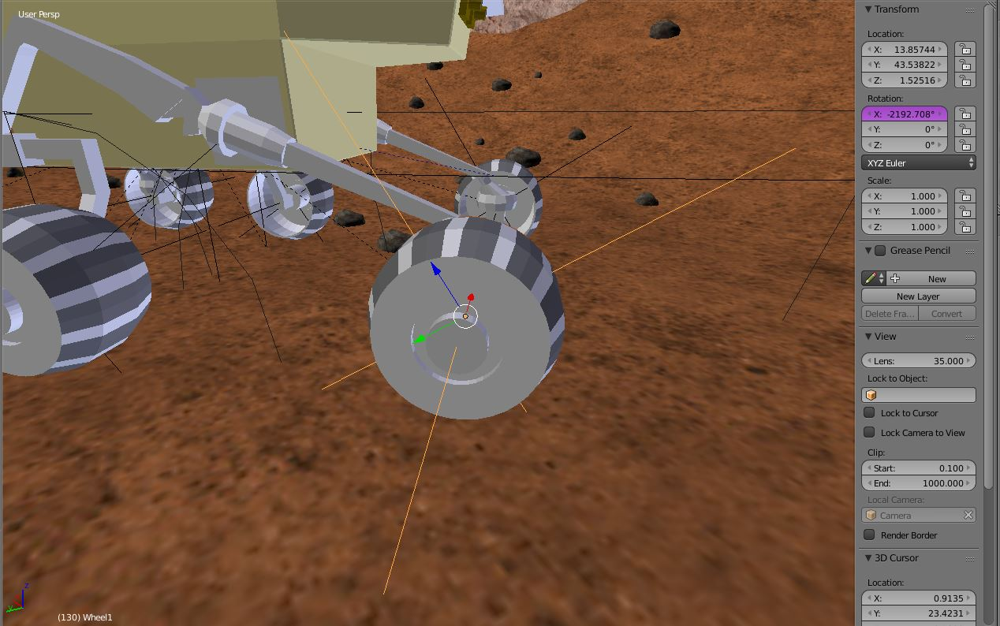 User Persp
Transform
Location:
X: 13.85744
Y: 43.53822
Z: 1.52516
Rotation:
X: -2192.708°
Y: 0°
Z: 0°
XYZ Euler
Scale:
X: 1.000
Y: 1.000
Z: 1.000
Grease Pencil
New
New Layer
Delete Fra... Convert
View
Lens: 35.000
Lock to Object:
Lock to Cursor
Lock Camera to View
Clip:
Start: 0.100
End: 1000.000
Local Camera:
Camera
Render Border
3D Cursor
Location:
X: 0.9135
Y: 23.4231
z
y
(130) Wheel1